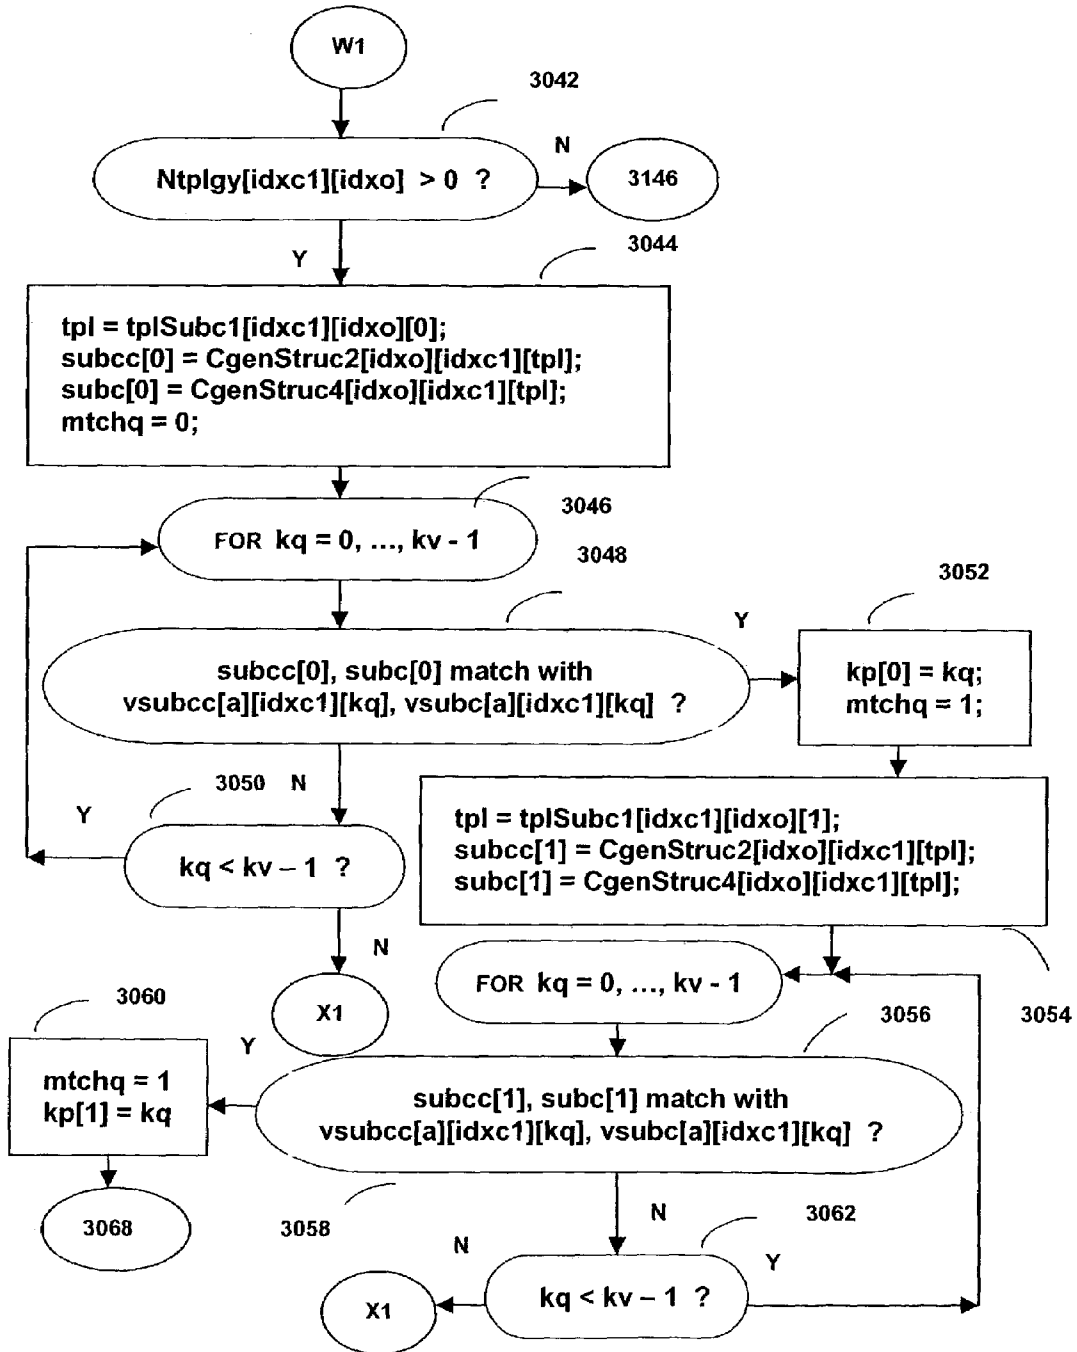 W1
3042
Ntplgy[idxc1][idxo] > 0 ?
N
3146
Y
3044
tpl = tplSubc1[idxc1][idxo][0];
subcc[0] = CgenStruc2[idxo][idxc1][tpl];
subc[0] = CgenStruc4[idxo][idxc1][tpl];
mtchq = 0;
3046
FOR kq = 0, ..., kv - 1
3048
subcc[0], subc[0] match with
vsubcc[a][idxc1][kq], vsubc[a][idxc1][kq] ?
Y
3052
kp[0] = kq;
mtchq = 1;
3050
N
Y
kq < kv – 1 ?
N
X1
tpl = tplSubc1[idxc1][idxo][1];
subcc[1] = CgenStruc2[idxo][idxc1][tpl];
subc[1] = CgenStruc4[idxo][idxc1][tpl];
3054
FOR kq = 0, ..., kv - 1
3056
subcc[1], subc[1] match with
vsubcc[a][idxc1][kq], vsubc[a][idxc1][kq] ?
3060
Y
mtchq = 1
kp[1] = kq
3068
3058
N
3062
kq < kv – 1 ?
N
Y
X1